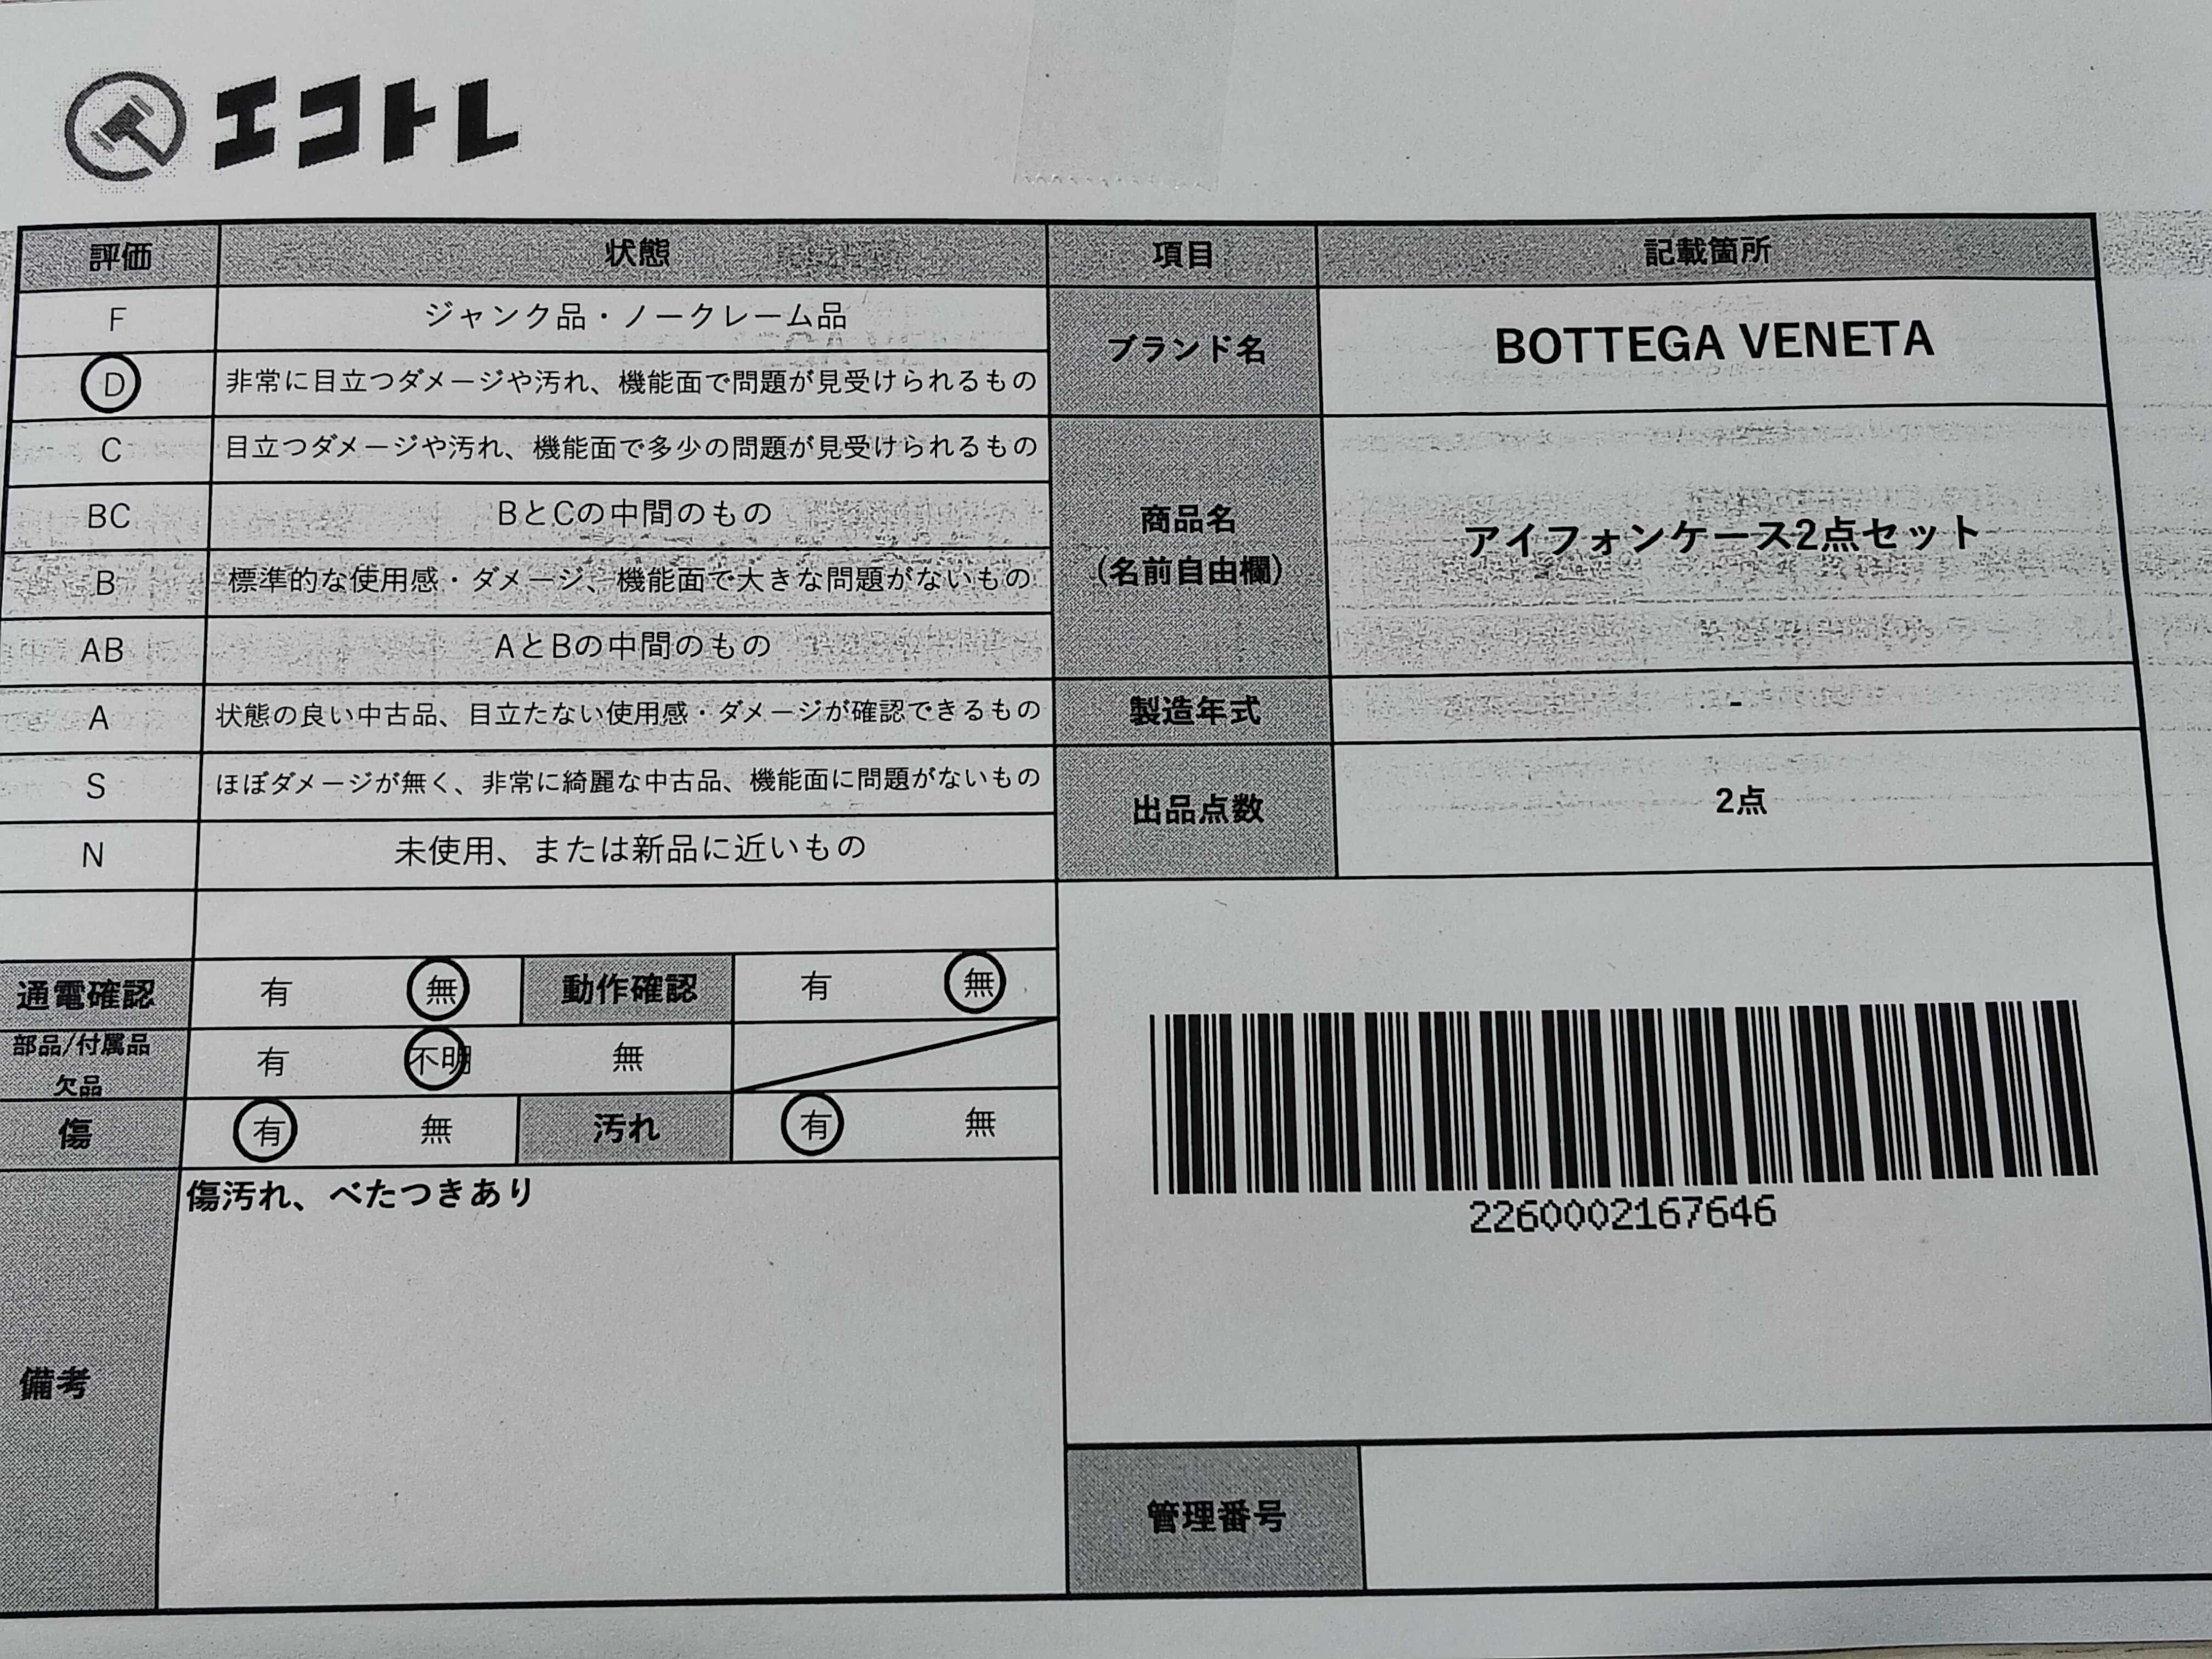 エコトレ
評価 状態 項目 記載箇所
F ジャンク品・ノークレーム品
D 非常に目立つダメージや汚れ、機能面で問題が見受けられるもの
C 目立つダメージや汚れ、機能面で多少の問題が見受けられるもの
BC BとCの中間のもの
B 標準的な使用感・ダメージ、機能面で大きな問題がないもの
AB AとBの中間のもの
A 状態の良い中古品、目立たない使用感・ダメージが確認できるもの
S ほぼダメージが無く、非常に綺麗な中古品、機能面に問題がないもの
N 未使用、または新品に近いもの
ブランド名 BOTTEGA VENETA
商品名
(名前自由欄)
アイフォンケース2点セット
製造年式 -
出品点数 2点
通電確認 有 無 動作確認 有 無
部品/付属品
欠品
有 不明 無
傷 有 無 汚れ 有 無
備考
傷汚れ、べたつきあり
2260002167646
管理番号